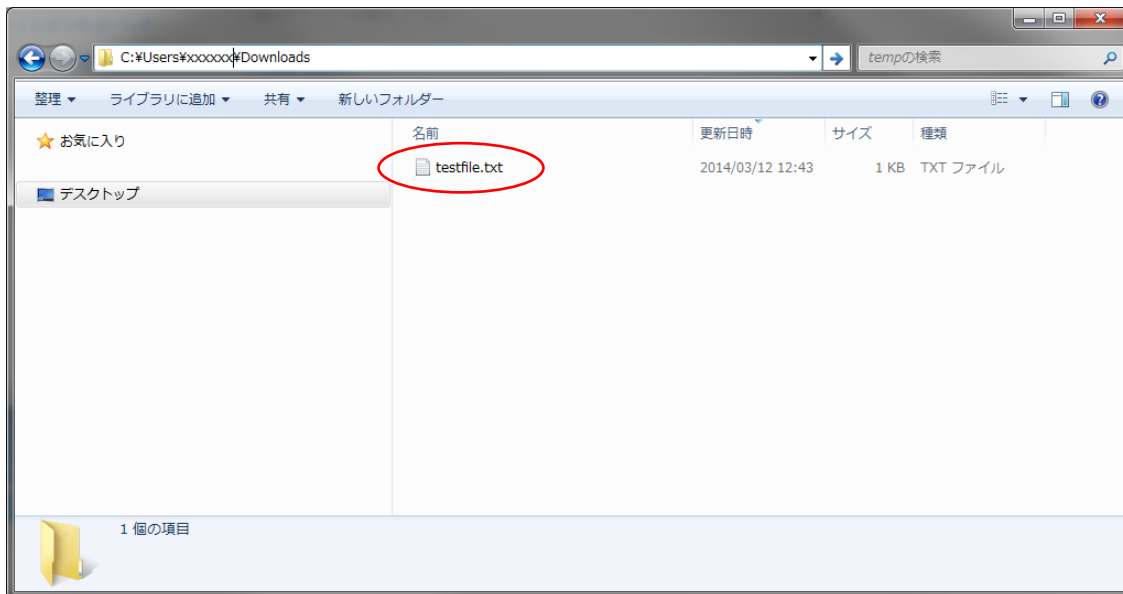 C:¥Users¥xxxxxx¥Downloads
tempの検索
整理 ライブラリに追加 共有 新しいフォルダー
お気に入り
デスクトップ
名前 更新日時 サイズ 種類
testfile.txt 2014/03/12 12:43 1 KB TXT ファイル
1 個の項目